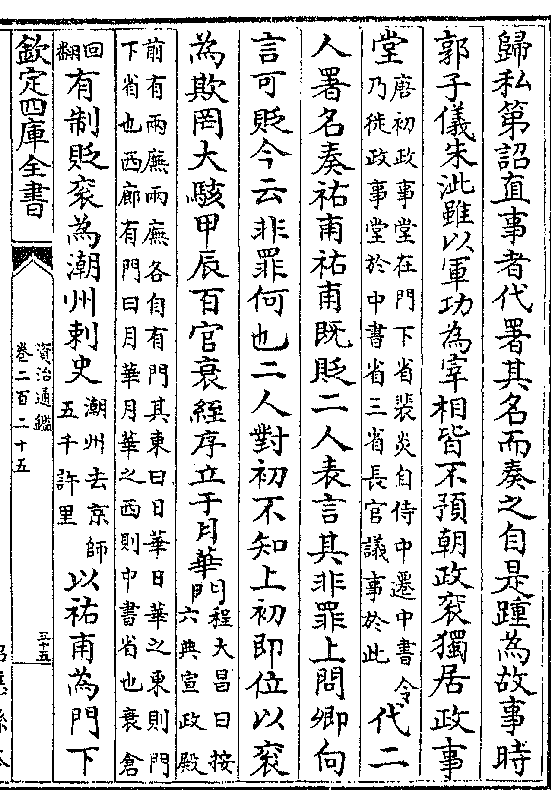 歸私第詔直事者代署其名而奏之自是踵為故事時
郭子儀朱泚雖以軍功為宰相皆不預朝政衮獨居政事
堂唐初政事堂在門下省裴炎自侍中遷中書令乃徙政事堂於中書省三省長官議事於此代二
人署名奏祐甫祐甫既貶二人表言其非罪上問卿向
言可貶今云非罪何也二人對初不知上初即位以衮
為欺罔大駭甲辰百官衰絰序立于月華門程大昌曰按六典宣政殿
前有兩廡兩廡各自有門其東曰日華日華之東則門下省也西廊有門曰月華月華之西則中書省也衰倉
回翻有制貶衮為潮州刺史潮州去京師五千許里以祐甫為門下
欽定四庫全書
資治通鑑
卷二百二十五
三十五